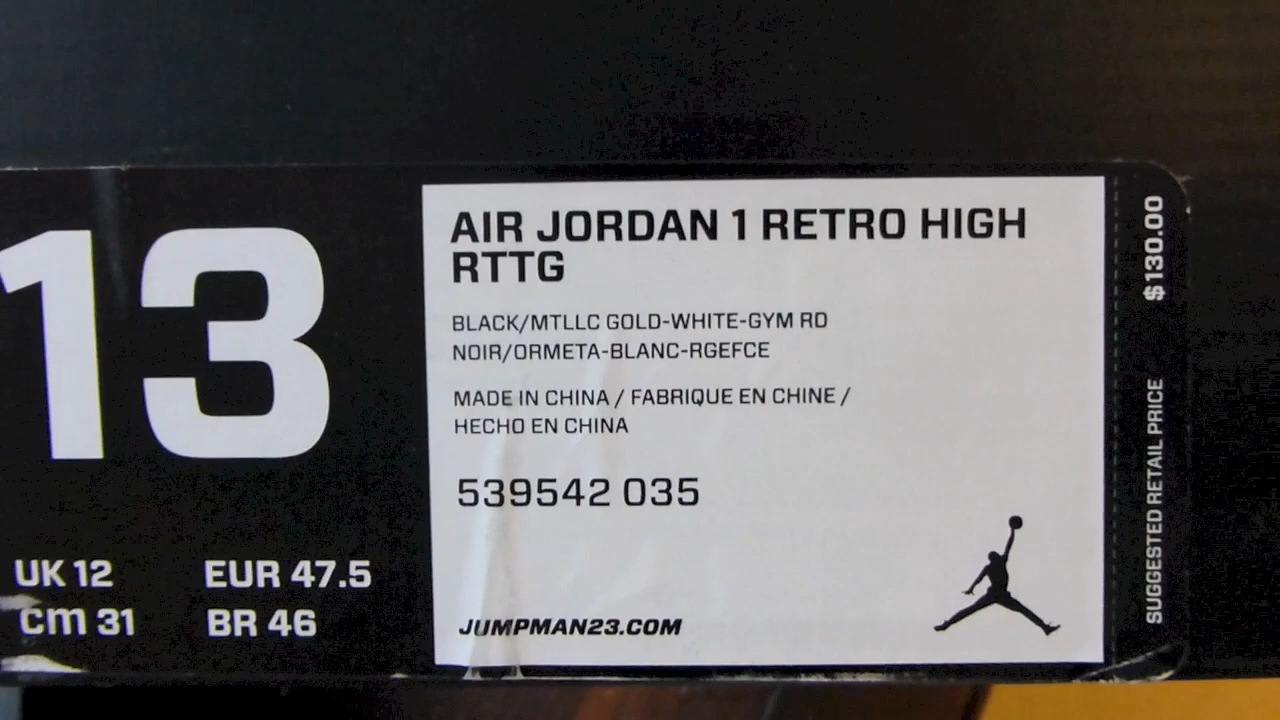 13
UK 12 EUR 47.5
cm 31 BR 46
AIR JORDAN 1 RETRO HIGH
RTTG
BLACK/MTLLC GOLD-WHITE-GYM RD
NOIR/ORMETA-BLANC-RGEFCE
MADE IN CHINA / FABRIQUE EN CHINE /
HECHO EN CHINA
539542 035
JUMPMAN23.COM
SUGGESTED RETAIL PRICE $130.00